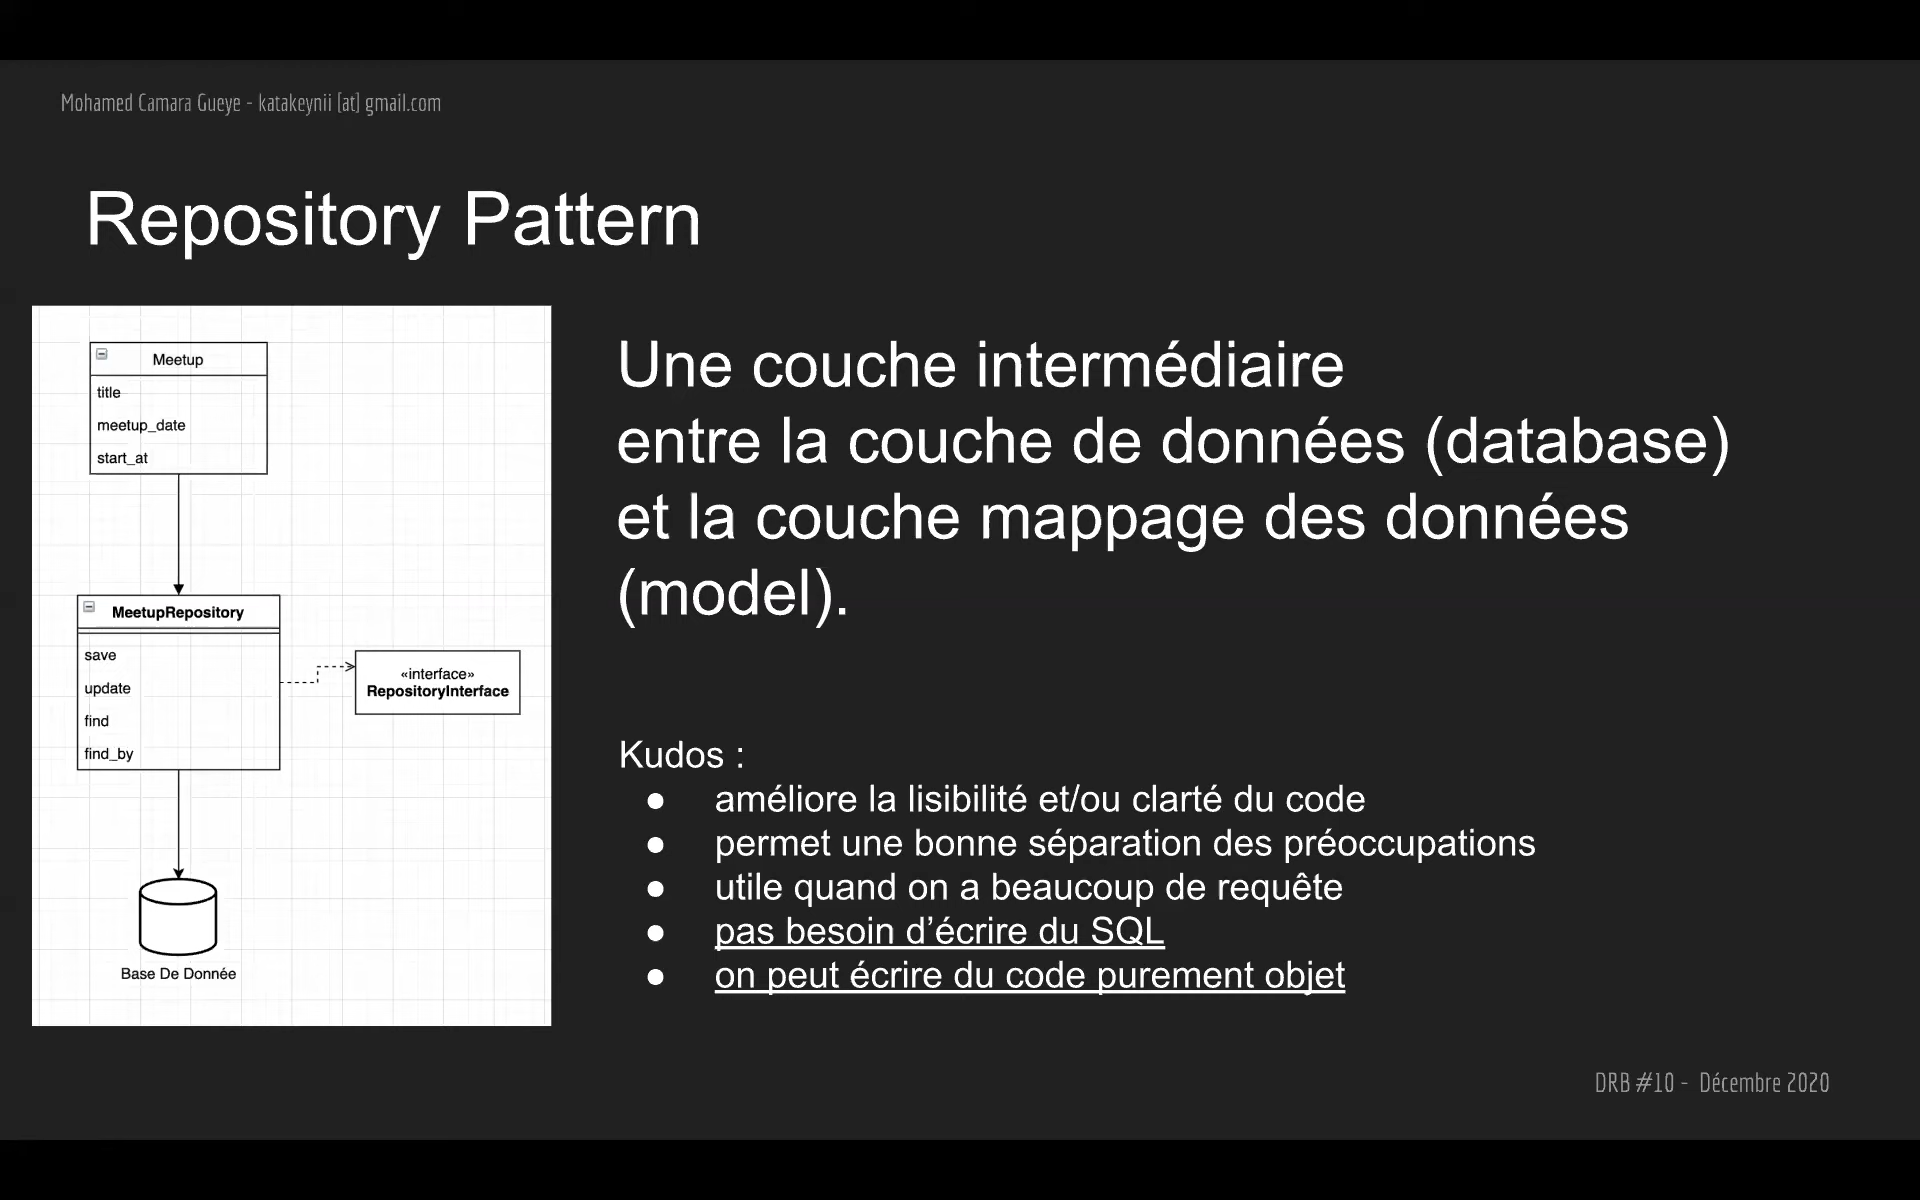 Mohamed Camara Gueye - katakeynii [at] gmail.com
Repository Pattern
Meetup
title
meetup_date
start_at
MeetupRepository
save
update
find
find_by
«interface»
RepositoryInterface
Base De Donnée
Une couche intermédiaire
entre la couche de données (database)
et la couche mappage des données
(model).
Kudos :
● améliore la lisibilité et/ou clarté du code
● permet une bonne séparation des préoccupations
● utile quand on a beaucoup de requête
● pas besoin d’écrire du SQL
● on peut écrire du code purement objet
DRB #10 - Décembre 2020